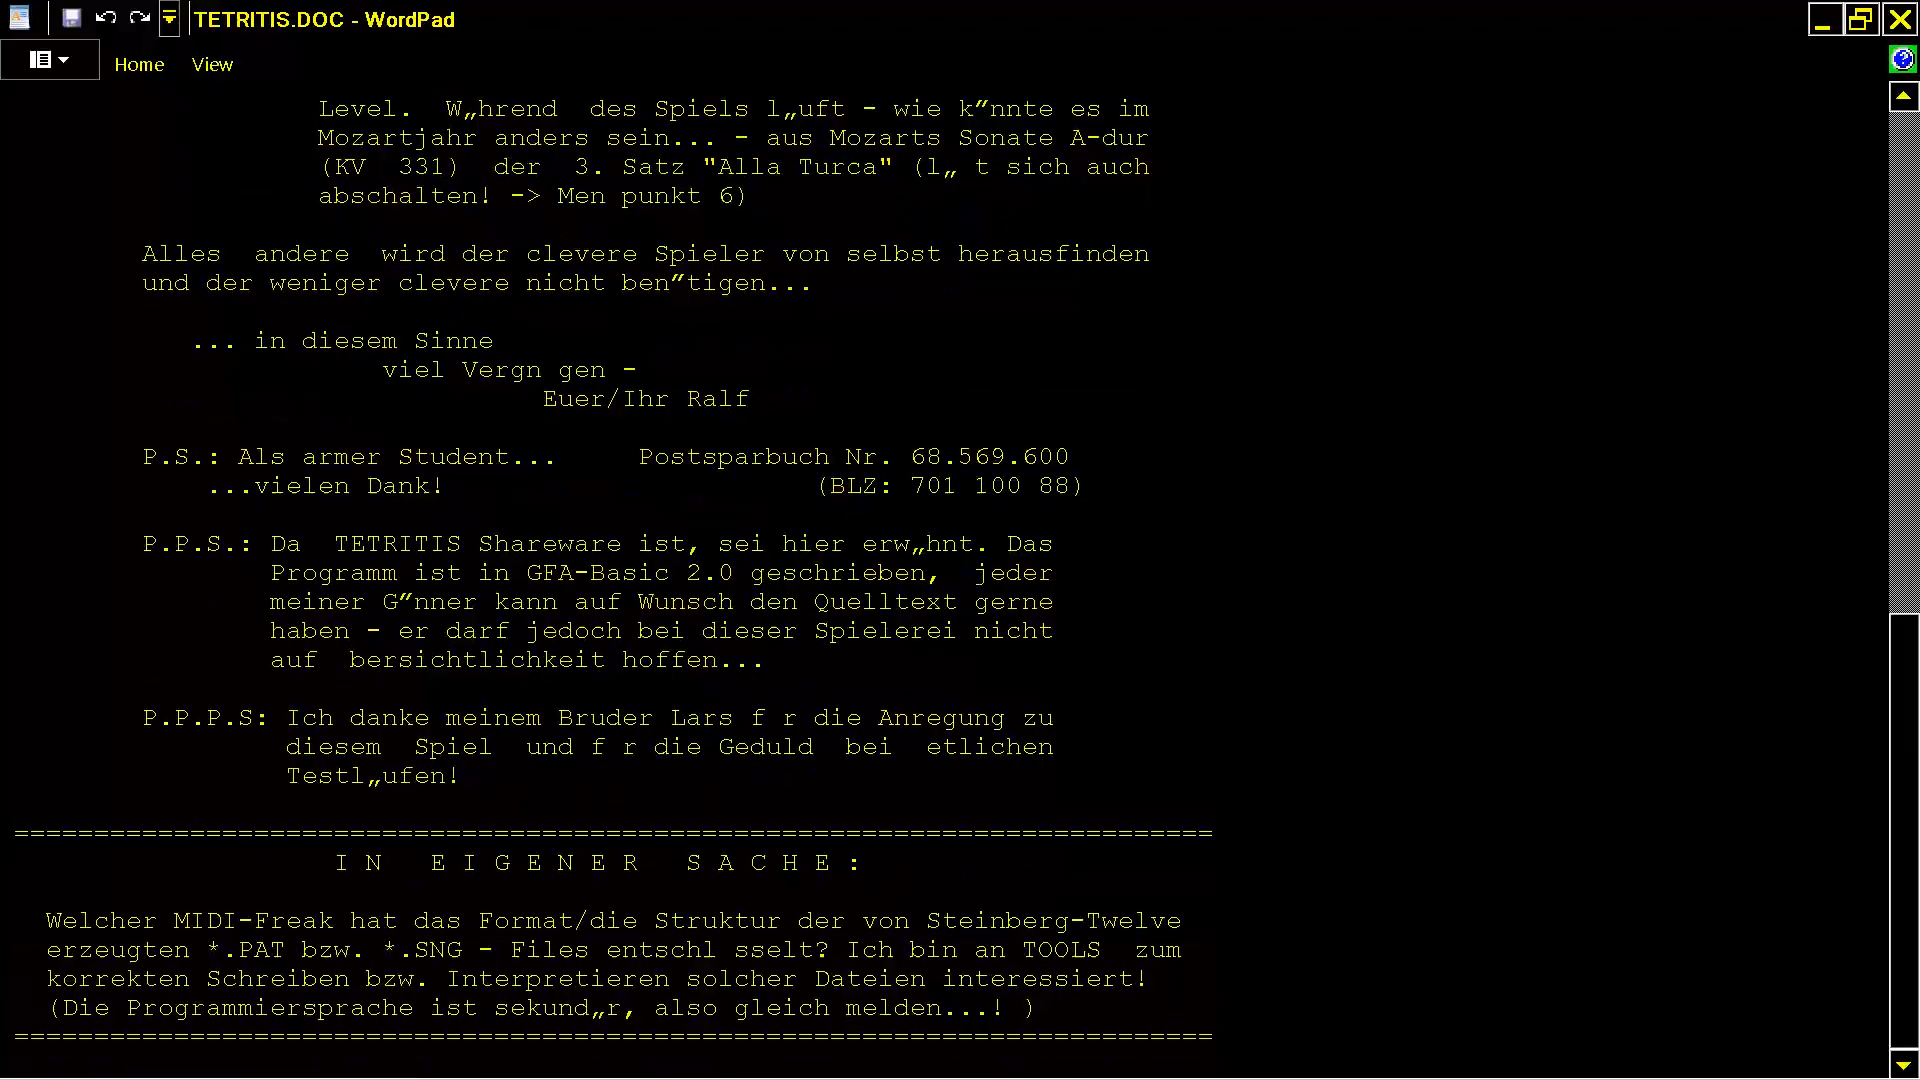 TETRITIS.DOC - WordPad
Home View
Level. W„hrend des Spiels l„uft - wie k”nnte es im
Mozartjahr anders sein... - aus Mozarts Sonate A-dur
(KV 331) der 3. Satz "Alla Turca" (l„ t sich auch
abschalten! -> Men punkt 6)
Alles andere wird der clevere Spieler von selbst herausfinden
und der weniger clevere nicht ben”tigen...
... in diesem Sinne
viel Vergn gen -
Euer/Ihr Ralf
P.S.: Als armer Student... Postsparbuch Nr. 68.569.600
...vielen Dank! (BLZ: 701 100 88)
P.P.S.: Da TETRITIS Shareware ist, sei hier erw„hnt. Das
Programm ist in GFA-Basic 2.0 geschrieben, jeder
meiner G”nner kann auf Wunsch den Quelltext gerne
haben - er darf jedoch bei dieser Spielerei nicht
auf bersichtlichkeit hoffen...
P.P.P.S: Ich danke meinem Bruder Lars f r die Anregung zu
diesem Spiel und f r die Geduld bei etlichen
Testl„ufen!
===========================================================================
I N E I G E N E R S A C H E :
Welcher MIDI-Freak hat das Format/die Struktur der von Steinberg-Twelve
erzeugten *.PAT bzw. *.SNG - Files entschl sselt? Ich bin an TOOLS zum
korrekten Schreiben bzw. Interpretieren solcher Dateien interessiert!
(Die Programmiersprache ist sekund„r, also gleich melden...! )
===========================================================================